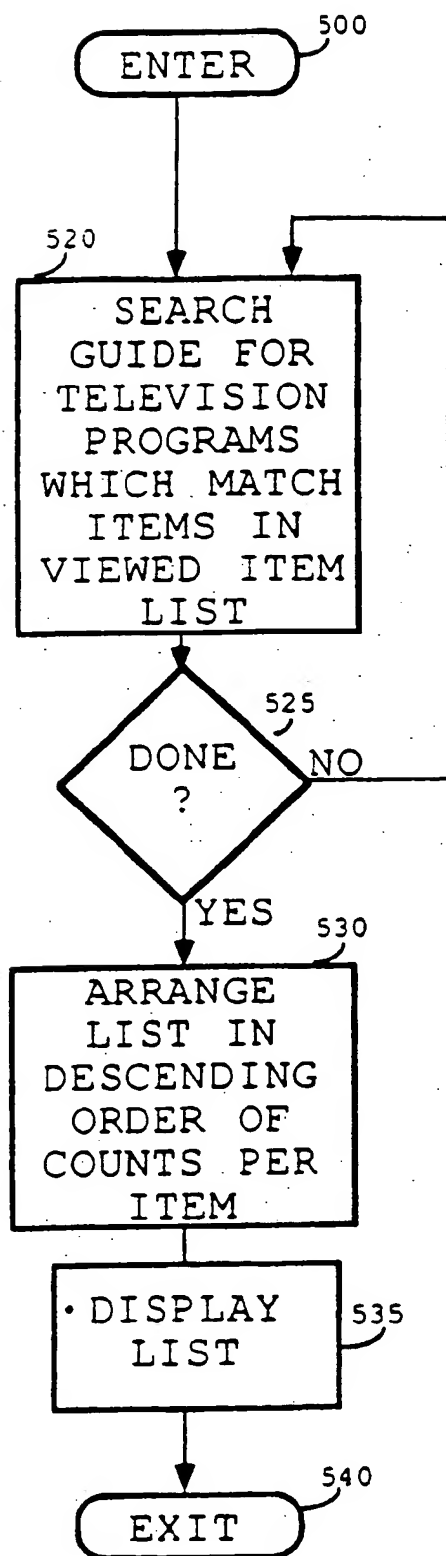 500
ENTER
520
SEARCH
GUIDE FOR
TELEVISION
PROGRAMS
WHICH MATCH
ITEMS IN
VIEWED ITEM
LIST
525
DONE
?
NO
YES
530
ARRANGE
LIST IN
DESCENDING
ORDER OF
COUNTS PER
ITEM
DISPLAY
LIST
535
540
EXIT